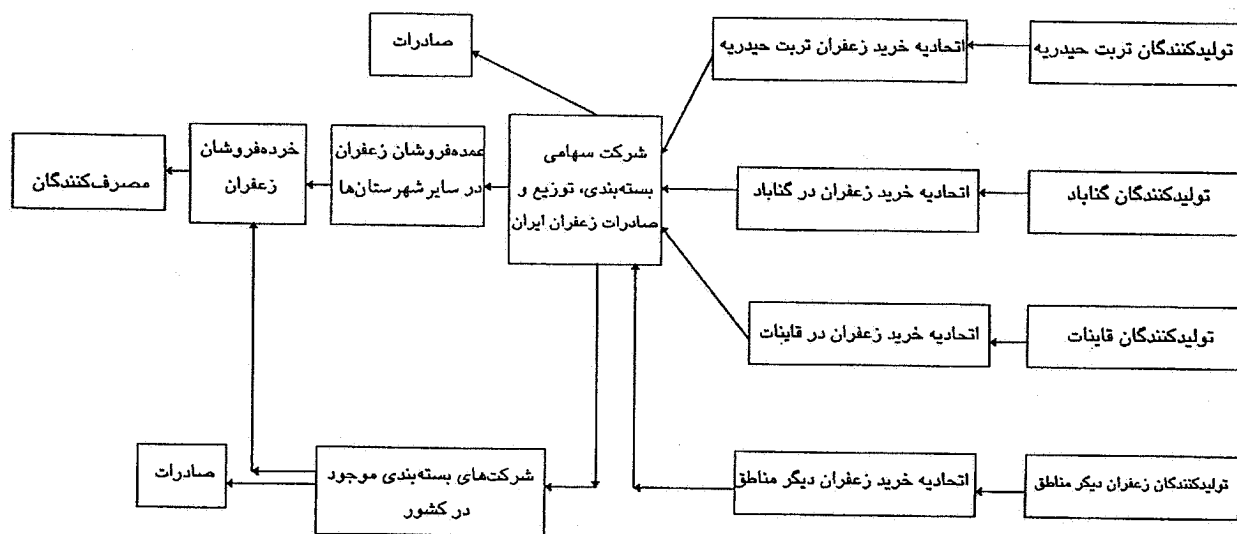 تولیدکنندگان تربت حیدریه
اتحادیه خرید زعفران تربت حیدریه
صادرات
تولیدکنندگان گناباد
اتحادیه خرید زعفران در گناباد
شرکت سهامی
بسته‌بندی، توزیع و
صادرات زعفران ایران
عمده‌فروشان زعفران
در سایر شهرستان‌ها
خرده‌فروشان
زعفران
مصرف‌کنندگان
تولیدکنندگان قاینات
اتحادیه خرید زعفران در قاینات
تولیدکنندگان زعفران دیگر مناطق
اتحادیه خرید زعفران دیگر مناطق
شرکت‌های بسته‌بندی موجود
در کشور
صادرات